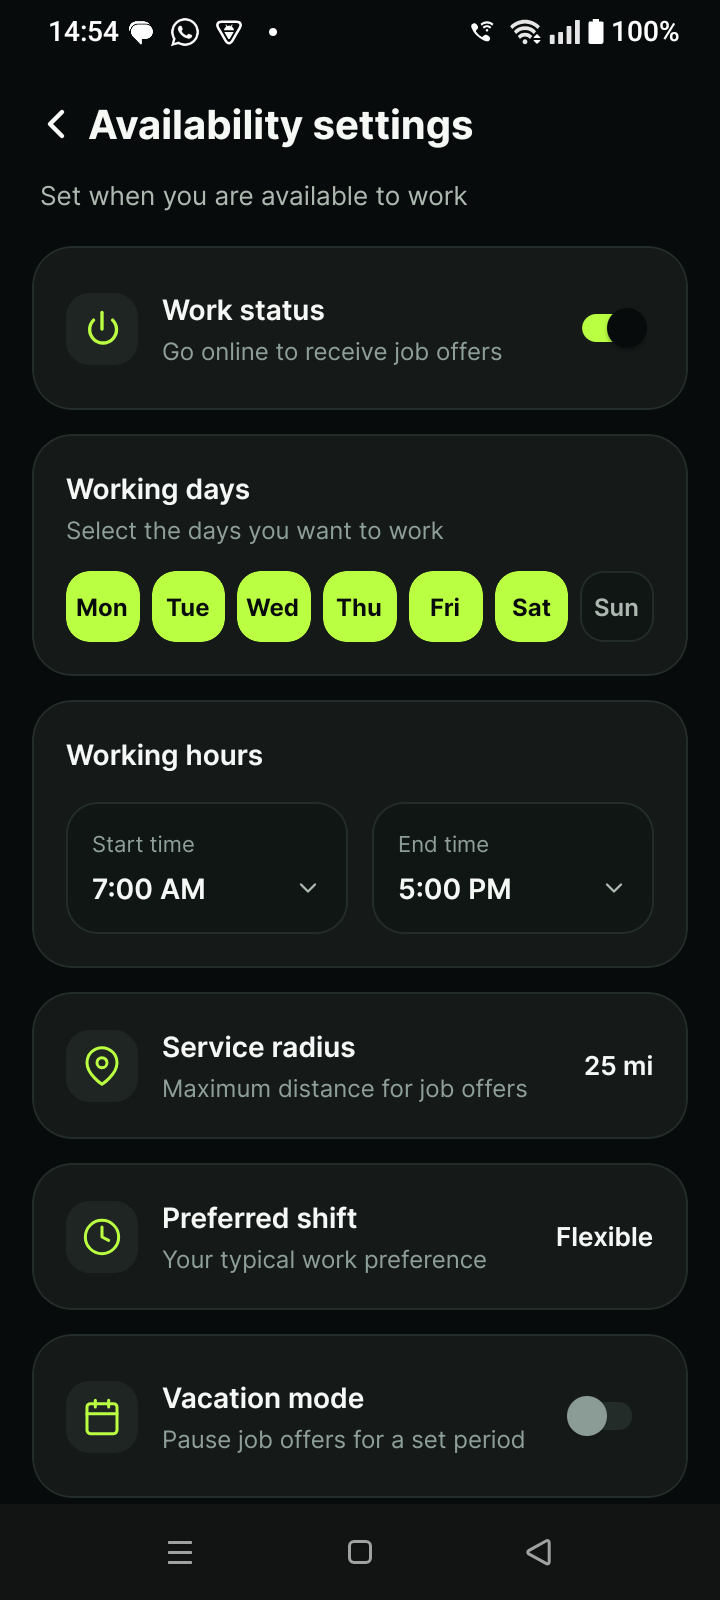 14:54
100%
Availability settings
Set when you are available to work
Work status
Go online to receive job offers
Working days
Select the days you want to work
Mon Tue Wed Thu Fri Sat Sun
Working hours
Start time
7:00 AM
End time
5:00 PM
Service radius
Maximum distance for job offers
25 mi
Preferred shift
Your typical work preference
Flexible
Vacation mode
Pause job offers for a set period